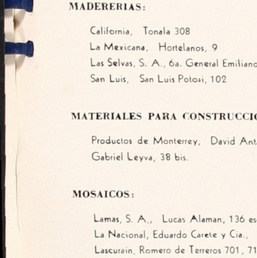 MADERERIAS:
California, Tonala 308
La Mexicana, Hortelanos, 9
Las Selvas, S. A., 6a. General Emiliano
San Luis, San Luis Potosi, 102
MATERIALES PARA CONSTRUCCIO
Productos de Monterrey, David Ant
Gabriel Leyva, 38 bis.
MOSAICOS:
Lamas, S. A., Lucas Alaman, 136 es
La Nacional, Eduardo Carete y Cia.,
Lascurain, Romero de Terreros 701, 71